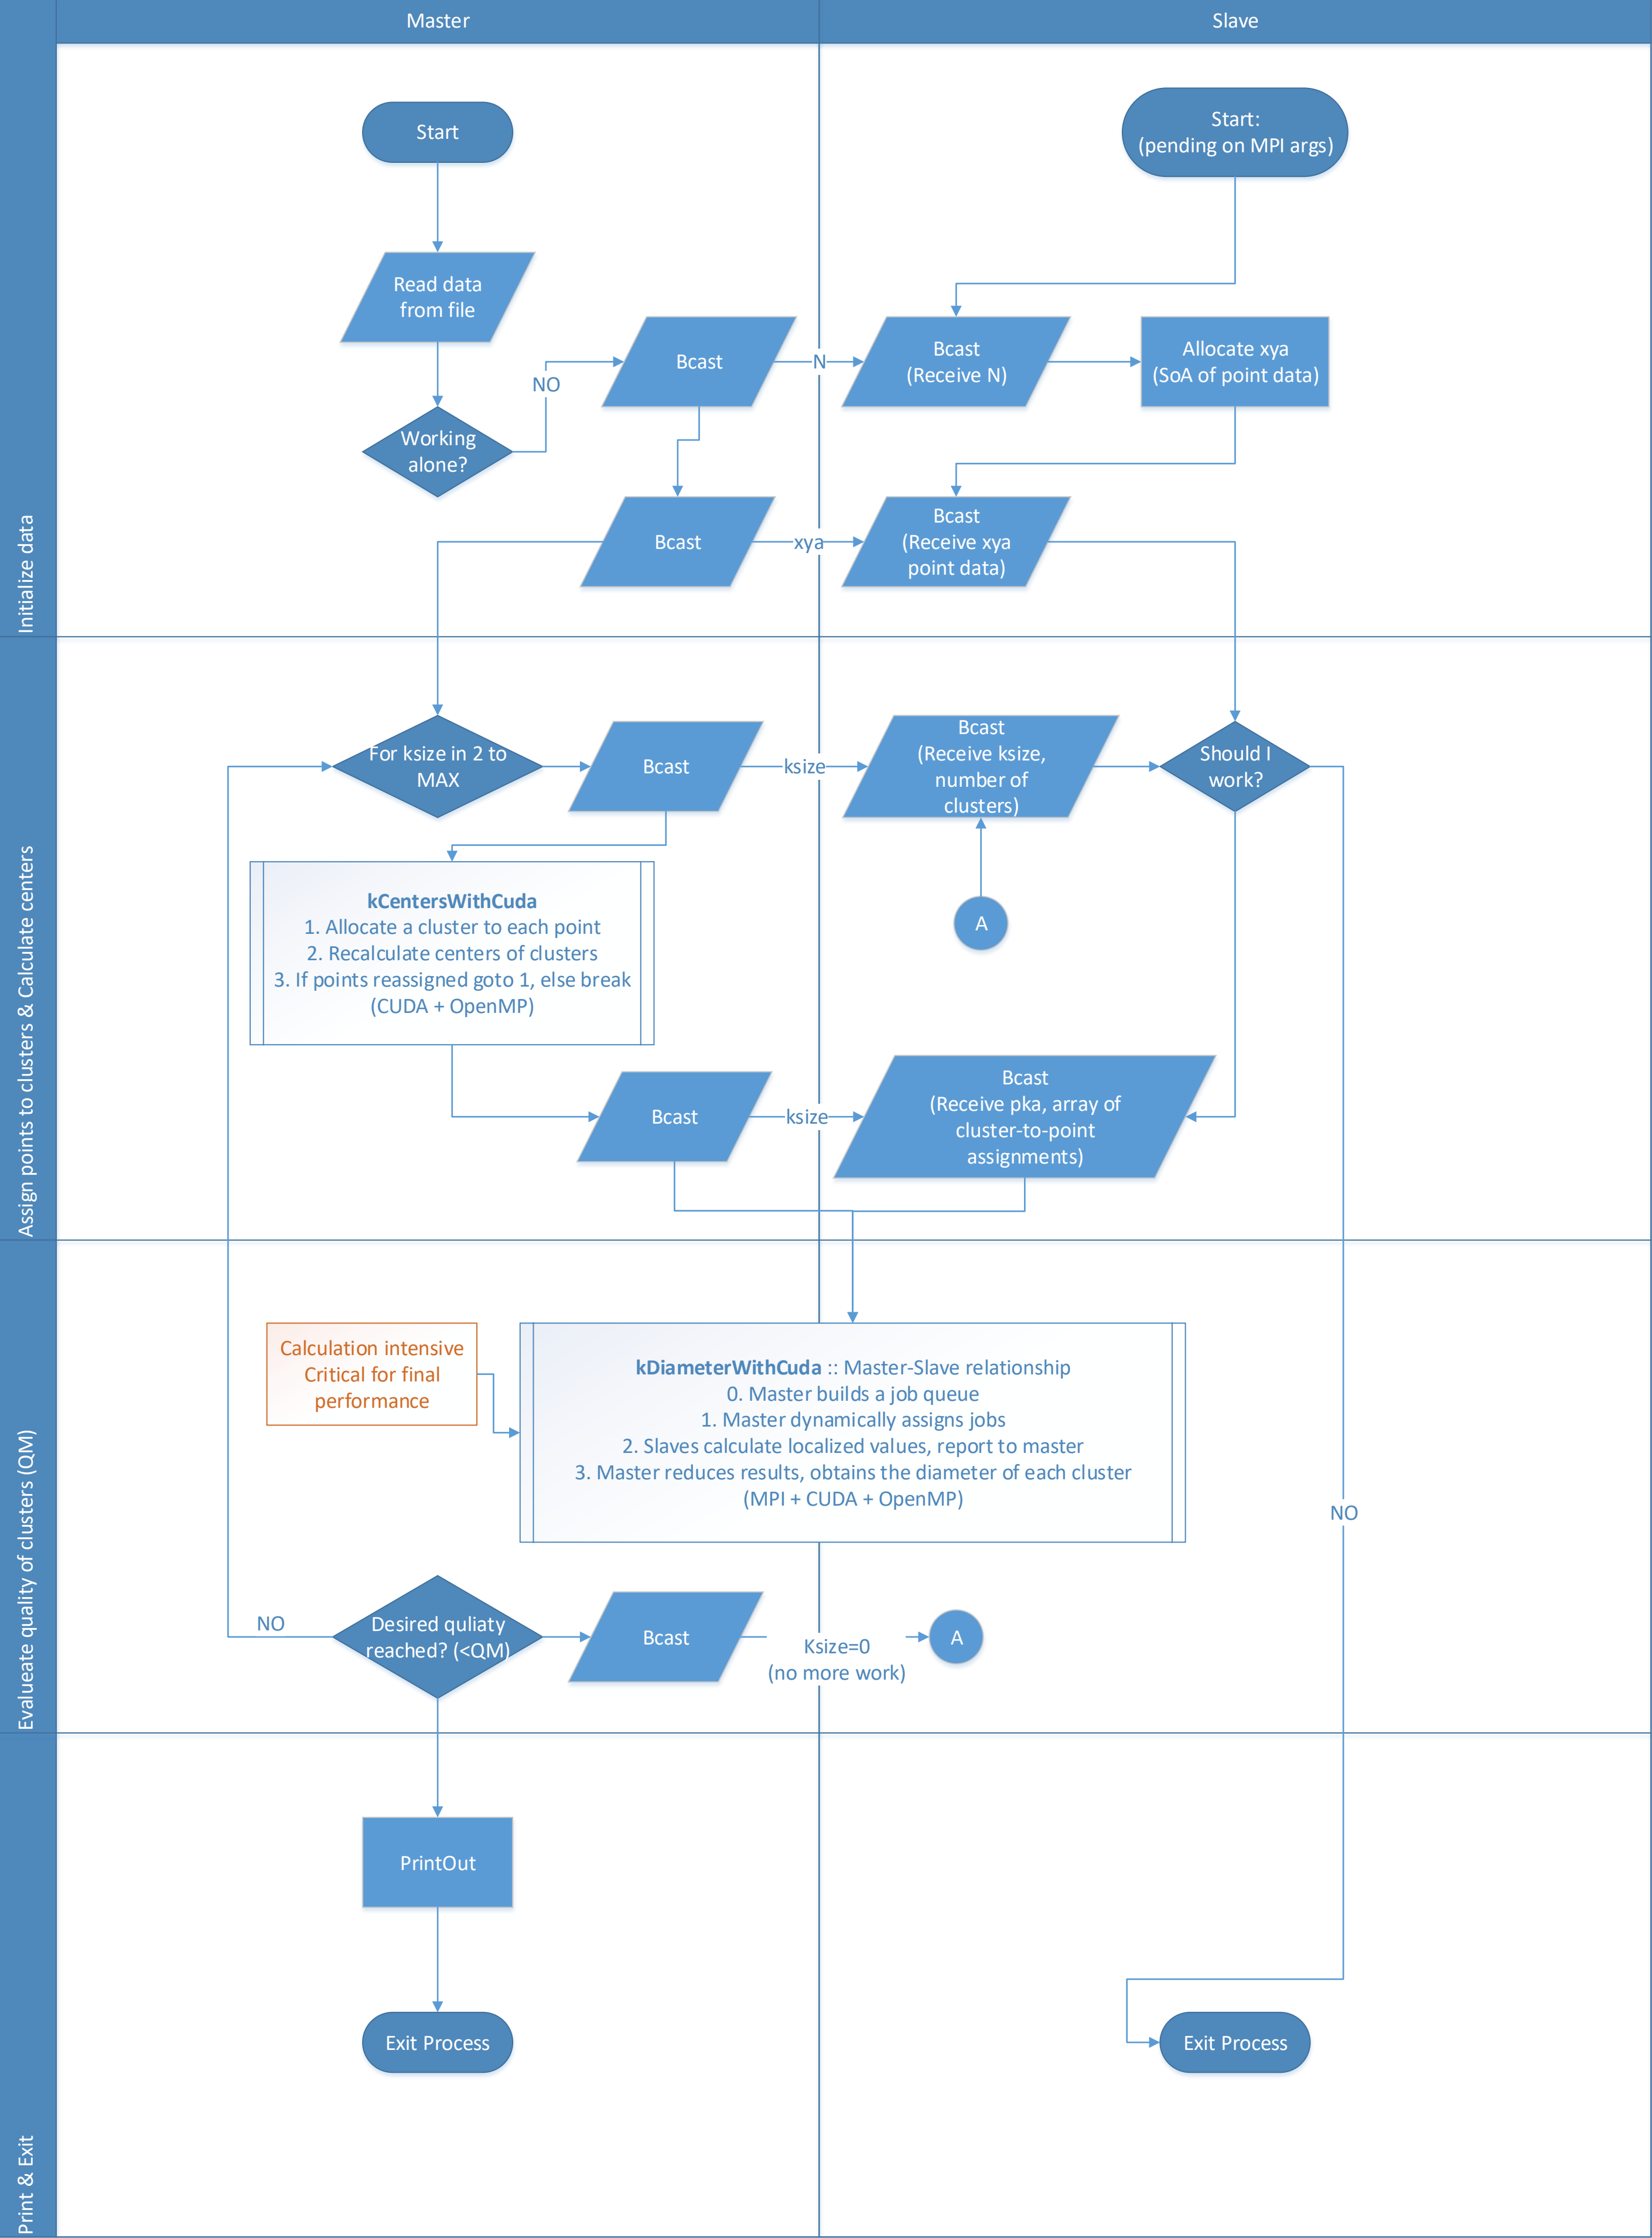 Master
Slave
Initialize data
Start
Start:
(pending on MPI args)
Read data
from file
NO
Bcast
N
Bcast
(Receive N)
Allocate xya
(SoA of point data)
Working
alone?
Bcast
xya
Bcast
(Receive xya
point data)
Assign points to clusters & Calculate centers
For ksize in 2 to
MAX
Bcast
ksize
Bcast
(Receive ksize,
number of
clusters)
Should I
work?
kCentersWithCuda
1. Allocate a cluster to each point
2. Recalculate centers of clusters
3. If points reassigned goto 1, else break
(CUDA + OpenMP)
A
Bcast
ksize
Bcast
(Receive pka, array of
cluster-to-point
assignments)
Evalueate quality of clusters (QM)
Calculation intensive
Critical for final
performance
kDiameterWithCuda :: Master-Slave relationship
0. Master builds a job queue
1. Master dynamically assigns jobs
2. Slaves calculate localized values, report to master
3. Master reduces results, obtains the diameter of each cluster
(MPI + CUDA + OpenMP)
NO
NO
Desired quliaty
reached? (<QM)
Bcast
Ksize=0
(no more work)
A
Print & Exit
PrintOut
Exit Process
Exit Process